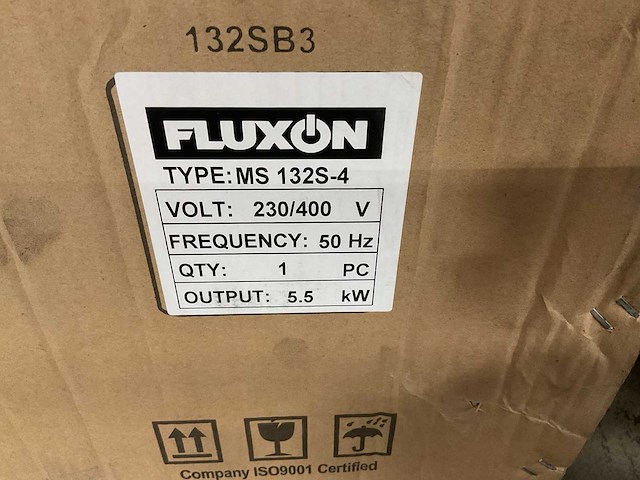 132SB3
FLUXON
TYPE: MS 132S-4
VOLT: 230/400 V
FREQUENCY: 50 Hz
QTY: 1 PC
OUTPUT: 5.5 kW
Company ISO9001 Certified